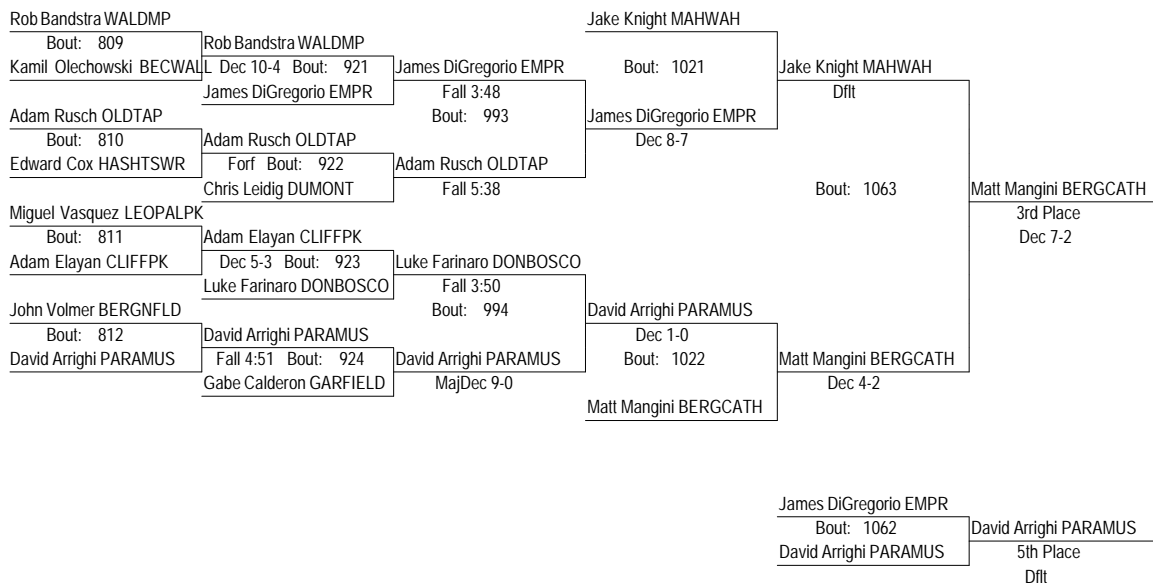 Rob Bandstra WALDMP
Bout: 809
Kamil Olechowski BECWALL
Adam Rusch OLDTAP
Bout: 810
Edward Cox HASHTSWR
Miguel Vasquez LEOPALPK
Bout: 811
Adam Elayan CLIFFPK
John Volmer BERGNFLD
Bout: 812
David Arrighi PARAMUS
Rob Bandstra WALDMP
Dec 10-4 Bout: 921
James DiGregorio EMPR
Adam Rusch OLDTAP
Forf Bout: 922
Chris Leidig DUMONT
Adam Elayan CLIFFPK
Dec 5-3 Bout: 923
Luke Farinaro DONBOSCO
David Arrighi PARAMUS
Fall 4:51 Bout: 924
Gabe Calderon GARFIELD
James DiGregorio EMPR
Fall 3:48
Bout: 993
Adam Rusch OLDTAP
Fall 5:38
Luke Farinaro DONBOSCO
Fall 3:50
Bout: 994
David Arrighi PARAMUS
MajDec 9-0
Jake Knight MAHWAH
Bout: 1021
James DiGregorio EMPR
Dec 8-7
David Arrighi PARAMUS
Dec 1-0
Bout: 1022
Matt Mangini BERGCATH
Jake Knight MAHWAH
Dflt
Bout: 1063
Matt Mangini BERGCATH
Dec 4-2
Matt Mangini BERGCATH
3rd Place
Dec 7-2
James DiGregorio EMPR
Bout: 1062
David Arrighi PARAMUS
David Arrighi PARAMUS
5th Place
Dflt